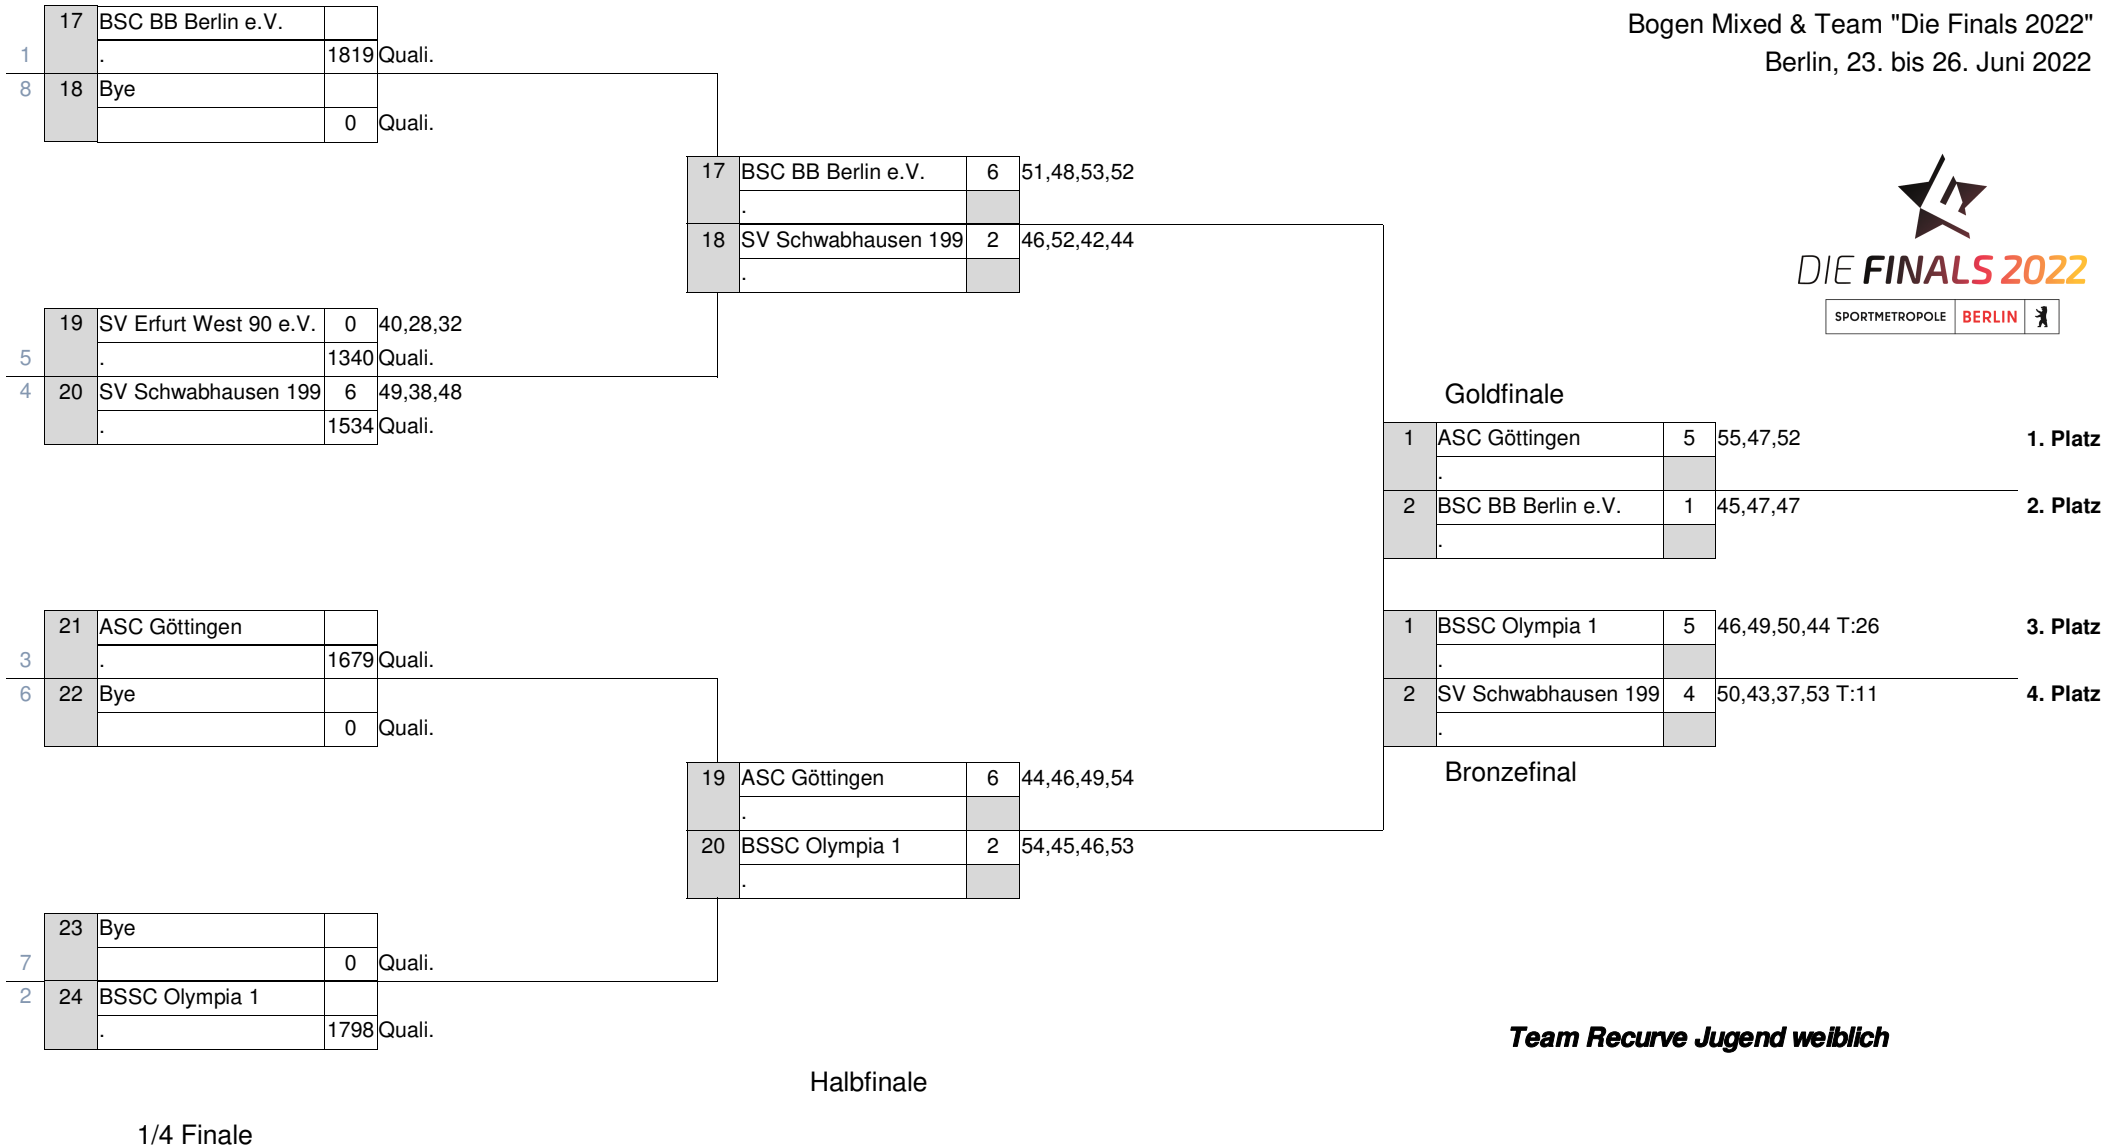 Bogen Mixed & Team "Die Finals 2022"
Berlin, 23. bis 26. Juni 2022
DIE FINALS 2022
SPORTMETROPOLE BERLIN
17 BSC BB Berlin e.V.
1 . 1819 Quali.
8 18 Bye
0 Quali.
17 BSC BB Berlin e.V. 6 51,48,53,52
.
18 SV Schwabhausen 199 2 46,52,42,44
.
19 SV Erfurt West 90 e.V. 0 40,28,32
5 . 1340 Quali.
4 20 SV Schwabhausen 199 6 49,38,48
. 1534 Quali.
Goldfinale
1 ASC Göttingen 5 55,47,52 1. Platz
.
2 BSC BB Berlin e.V. 1 45,47,47 2. Platz
.
21 ASC Göttingen
3 . 1679 Quali.
6 22 Bye
0 Quali.
1 BSSC Olympia 1 5 46,49,50,44 T:26 3. Platz
.
2 SV Schwabhausen 199 4 50,43,37,53 T:11 4. Platz
.
Bronzefinal
19 ASC Göttingen 6 44,46,49,54
.
20 BSSC Olympia 1 2 54,45,46,53
.
23 Bye
7 0 Quali.
2 24 BSSC Olympia 1
. 1798 Quali.
Team Recurve Jugend weiblich
Halbfinale
1/4 Finale